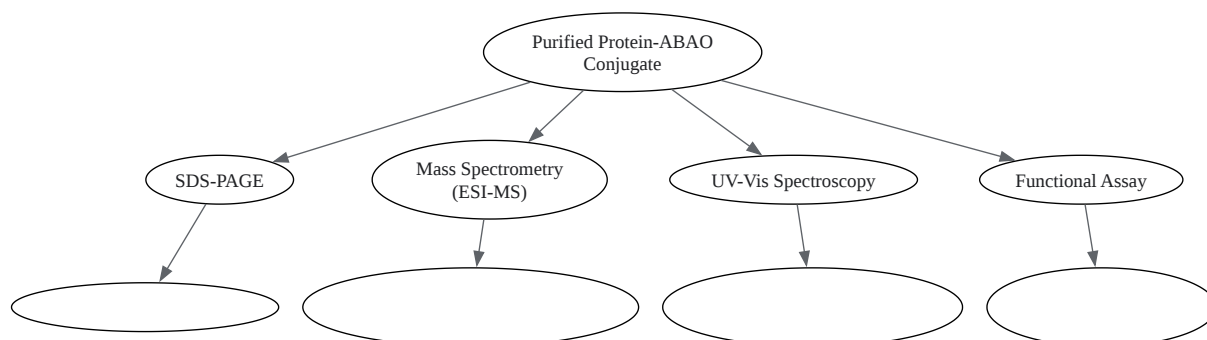 Purified Protein-ABAO
Conjugate
SDS-PAGE
Mass Spectrometry
(ESI-MS)
UV-Vis Spectroscopy
Functional Assay